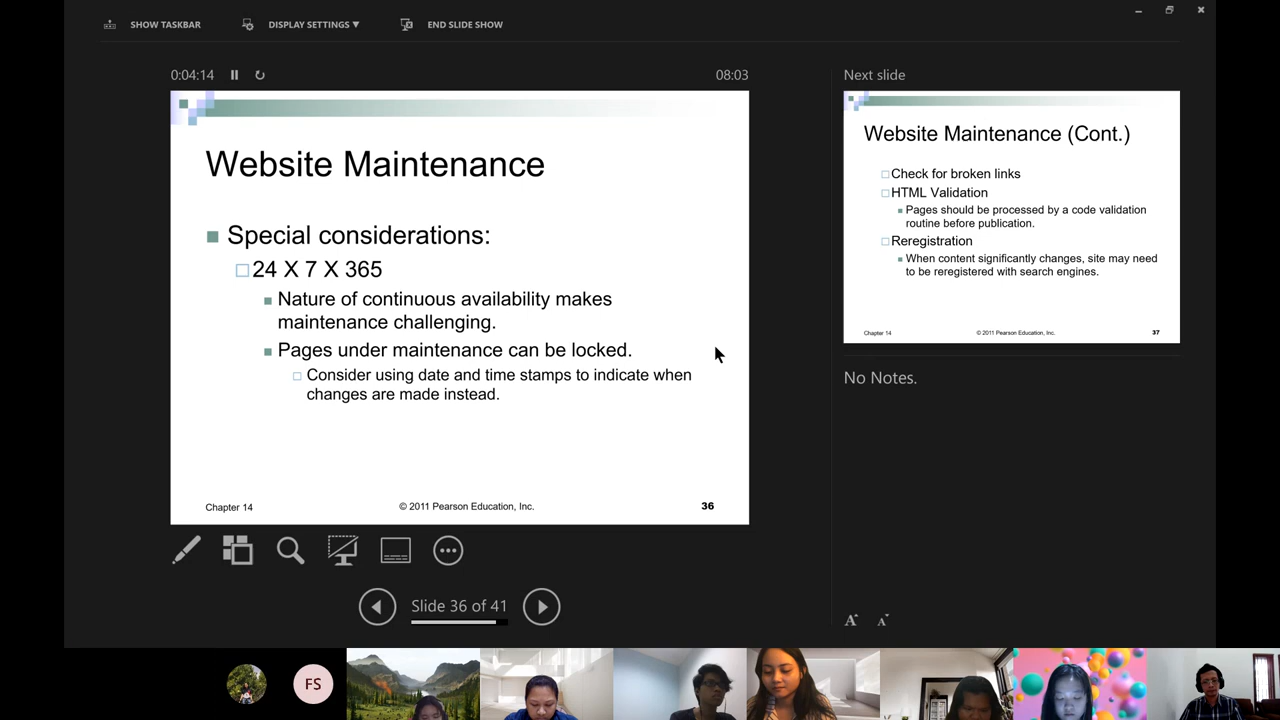 SHOW TASKBAR
DISPLAY SETTINGS ▼
END SLIDE SHOW
0:04:14
08:03
Website Maintenance
Special considerations:
24 X 7 X 365
Nature of continuous availability makes
maintenance challenging.
Pages under maintenance can be locked.
Consider using date and time stamps to indicate when
changes are made instead.
Chapter 14
© 2011 Pearson Education, Inc.
36
Slide 36 of 41
Next slide
Website Maintenance (Cont.)
Check for broken links
HTML Validation
Pages should be processed by a code validation
routine before publication.
Reregistration
When content significantly changes, site may need
to be reregistered with search engines.
Chapter 14
© 2011 Pearson Education, Inc.
37
No Notes.
A A
FS